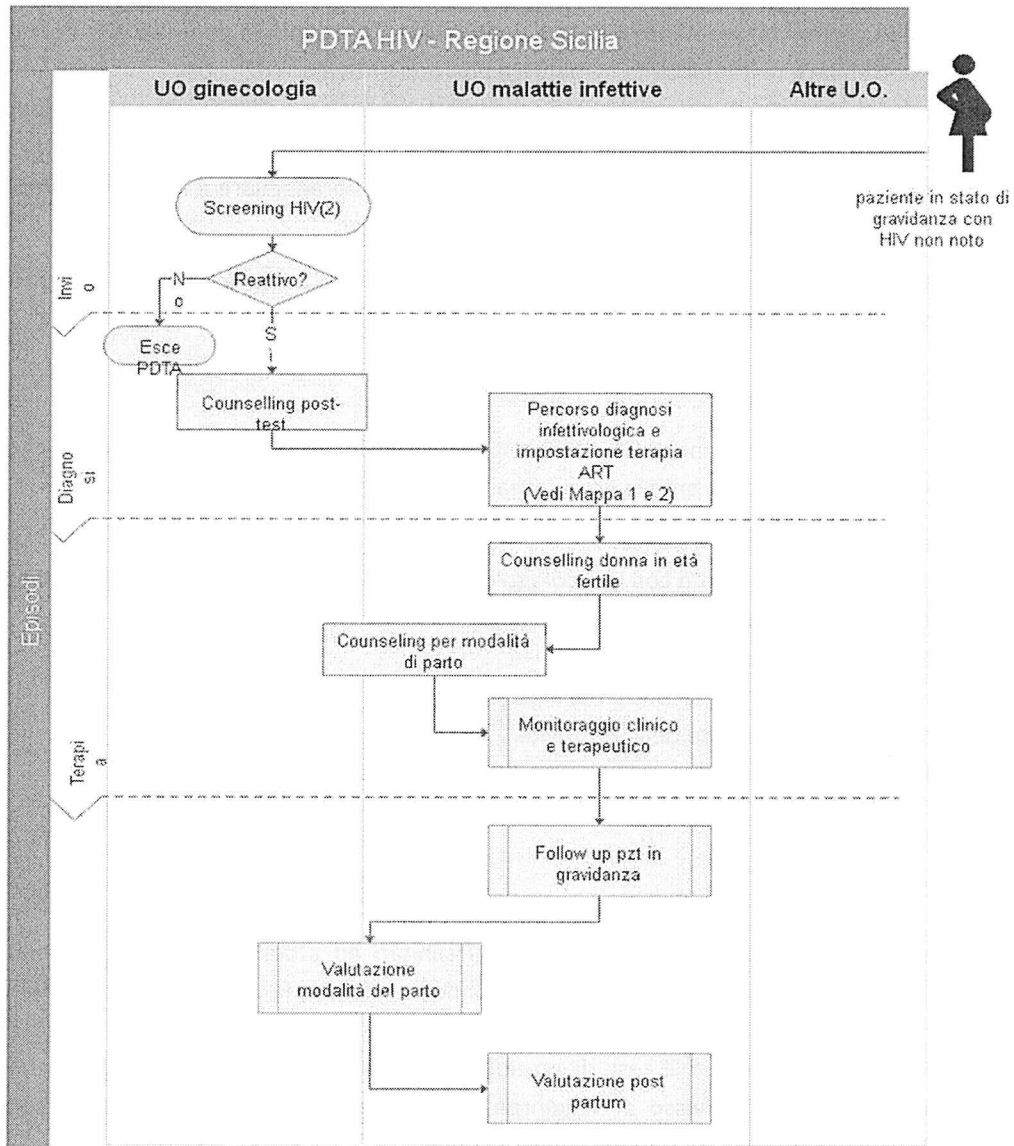 PDTA HIV - Regione Sicilia
UO ginecologia
UO malattie infettive
Altre U.O.
paziente in stato di
gravidanza con
HIV non noto
Screening HIV(2)
Reattivo?
N
o
S
Invi
o
Esce
PDTA
Counselling post-
test
Percorso diagnosi
infettivologica e
impostazione terapia
ART
(Vedi Mappa 1 e 2)
Diagno
si
Counselling donna in età
fertile
Counseling per modalità
di parto
Episodi
Monitoraggio clinico
e terapeutico
Terapi
a
Follow up pzt in
gravidanza
Valutazione
modalità del parto
Valutazione post
partum